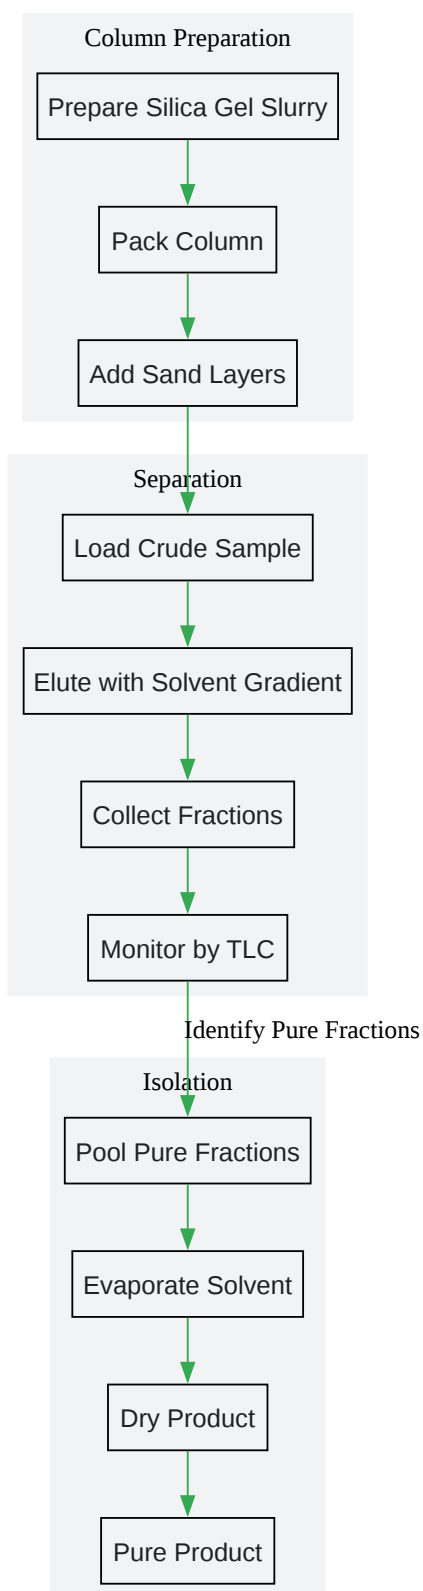 Column Preparation
Prepare Silica Gel Slurry
Pack Column
Add Sand Layers
Separation
Load Crude Sample
Elute with Solvent Gradient
Collect Fractions
Monitor by TLC
Identify Pure Fractions
Isolation
Pool Pure Fractions
Evaporate Solvent
Dry Product
Pure Product